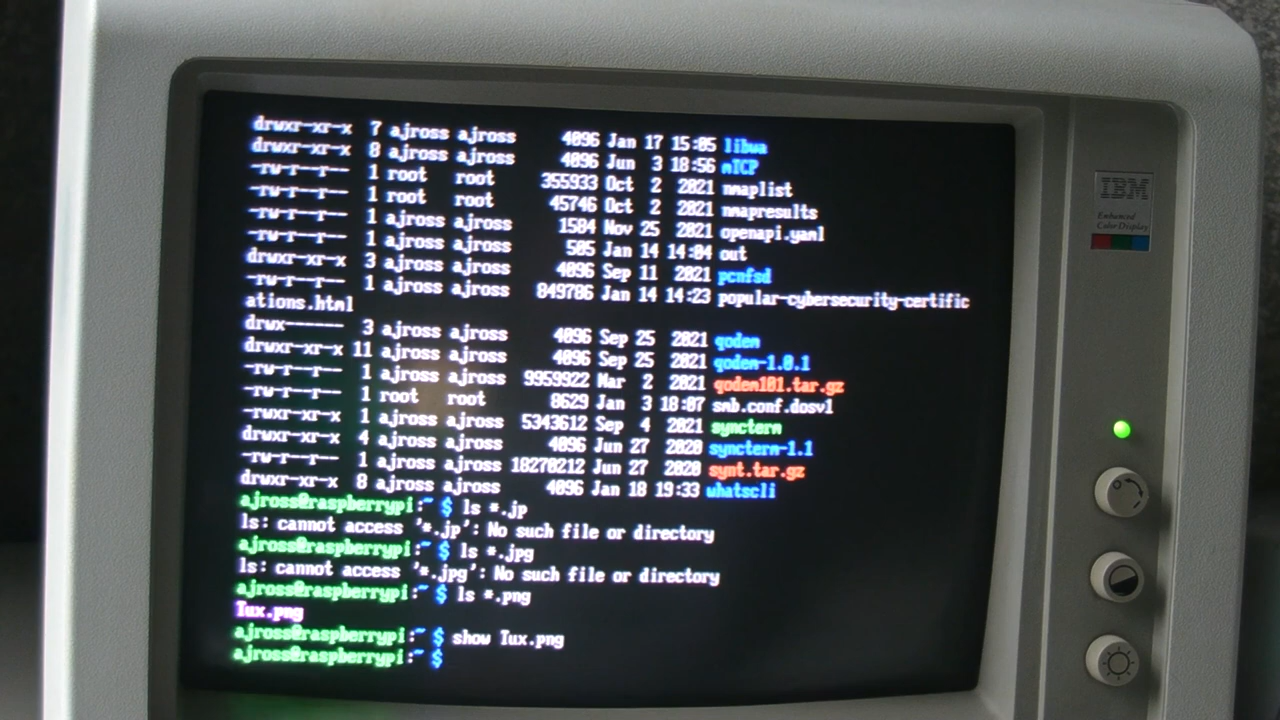 drwxr-xr-x 7 ajross ajross 4096 Jan 17 15:05 libwa
drwxr-xr-x 8 ajross ajross 4096 Jun 3 18:56 mTCP
-rw-r--r-- 1 root root 355933 Oct 2 2021 nmaplist
-rw-r--r-- 1 root root 45746 Oct 2 2021 nmapresults
-rw-r--r-- 1 ajross ajross 1584 Nov 25 2021 openapi.yaml
-rw-r--r-- 1 ajross ajross 505 Jan 14 14:04 out
drwxr-xr-x 3 ajross ajross 4096 Sep 11 2021 pcnfsd
-rw-r--r-- 1 ajross ajross 849786 Jan 14 14:23 popular-cybersecurity-certific
ations.html
drwx------ 3 ajross ajross 4096 Sep 25 2021 qodem
drwxr-xr-x 11 ajross ajross 4096 Sep 25 2021 qodem-1.0.1
-rw-r--r-- 1 ajross ajross 9959922 Mar 2 2021 qodem101.tar.gz
-rw-r--r-- 1 root root 8629 Jan 3 18:07 smb.conf.dosvl
-rwxr-xr-x 1 ajross ajross 5343612 Sep 4 2021 syncterm
drwxr-xr-x 4 ajross ajross 4096 Jun 27 2020 syncterm-1.1
-rw-r--r-- 1 ajross ajross 18270212 Jun 27 2020 synt.tar.gz
drwxr-xr-x 8 ajross ajross 4096 Jan 18 19:33 whatscli
ajross@raspberrypi:~ $ ls *.jp
ls: cannot access '*.jp': No such file or directory
ajross@raspberrypi:~ $ ls *.jpg
ls: cannot access '*.jpg': No such file or directory
ajross@raspberrypi:~ $ ls *.png
Tux.png
ajross@raspberrypi:~ $ show Tux.png
ajross@raspberrypi:~ $
IBM
Enhanced
Color Display